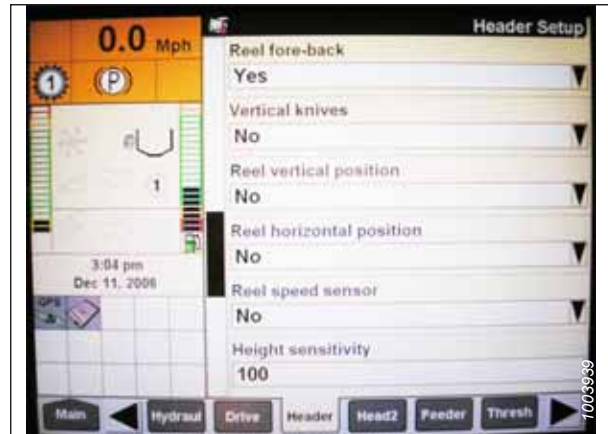 0.0 Mph
Header Setup
Reel fore-back
Yes
1
(P)
Vertical knives
No
Reel vertical position
No
1
Reel horizontal position
No
3:04 pm
Dec 11, 2006
Reel speed sensor
No
GPS
Height sensitivity
100
Main
Hydraul
Drive
Header
Head2
Feeder
Thresh
1003939